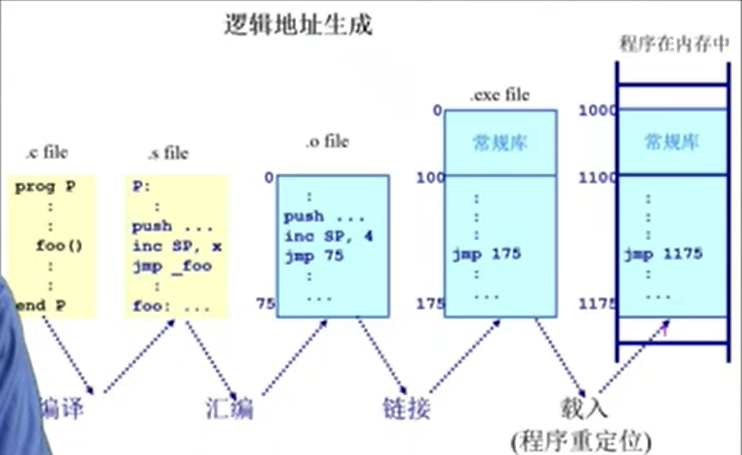 逻辑地址生成
程序在内存中
.c file
prog P
:
:
foo()
:
:
end P
.s file
P:
:
push ...
inc SP, x
jmp _foo
:
foo: ...
.o file
0
:
push ...
inc SP, 4
jmp 75
:
...
75
.exe file
0
常规库
100
:
:
:
jmp 175
:
...
175
1000
常规库
1100
:
:
:
jmp 1175
:
...
1175
编译
汇编
链接
载入
(程序重定位)